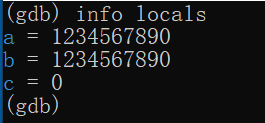 (gdb) info locals
a = 1234567890
b = 1234567890
c = 0
(gdb)